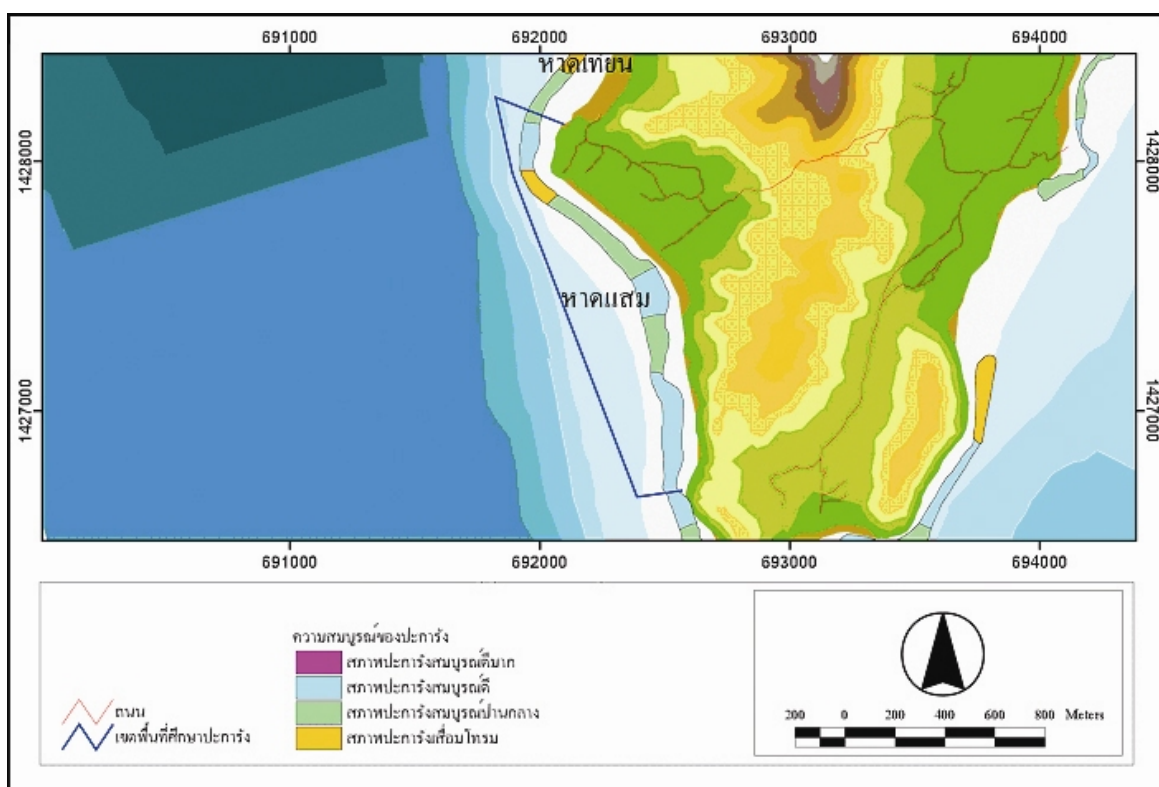 691000 692000 693000 694000
หาดเทียน
1428000 1428000
หาดแสม
1427000 1427000
691000 692000 693000 694000
ความสมบูรณ์ของปะการัง
สภาพปะการังสมบูรณ์ดีมาก
สภาพปะการังสมบูรณ์ดี
สภาพปะการังสมบูรณ์ปานกลาง
สภาพปะการังเสื่อมโทรม
ถนน
เขตพื้นที่ศึกษาปะการัง
200 0 200 400 600 800 Meters